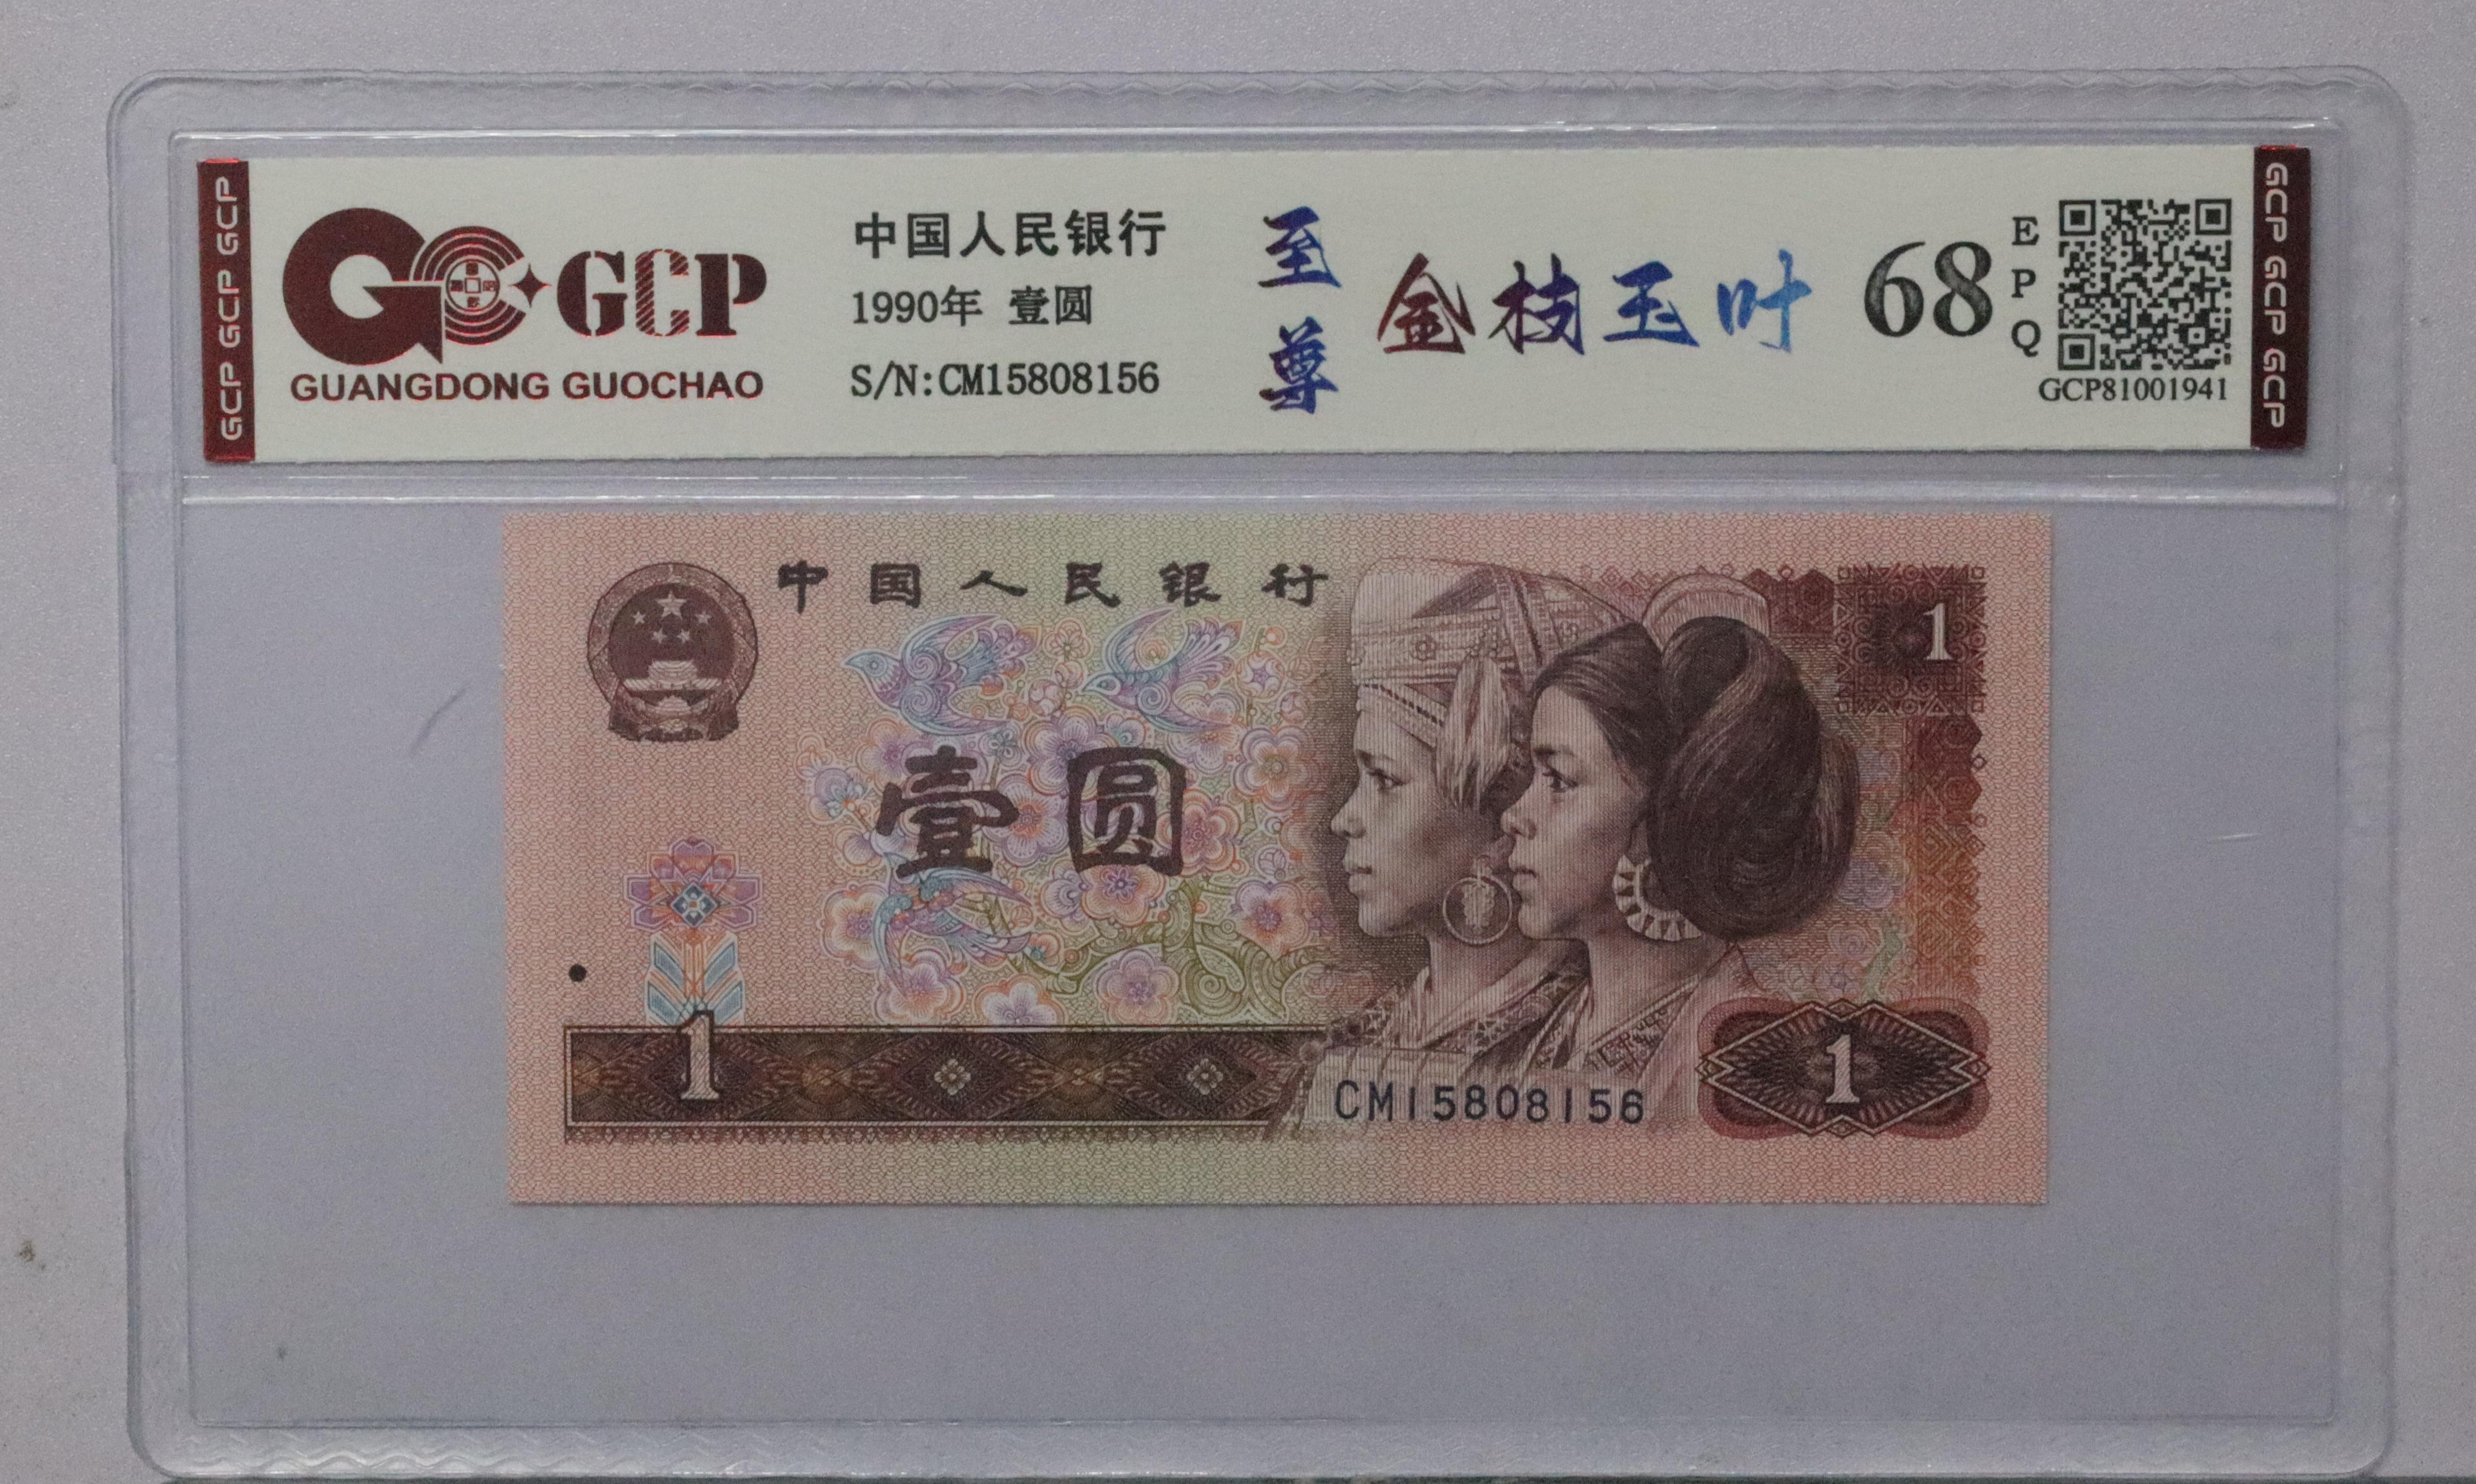 GCP GCP GCP
GCP
GUANGDONG GUOCHAO
中国人民银行
1990年 壹圆
S/N:CM15808156
至尊
金枝玉叶
68
EPQ
GCP81001941
GCP GCP GCP
中国人民银行
1
壹圆
1
CM15808156
1